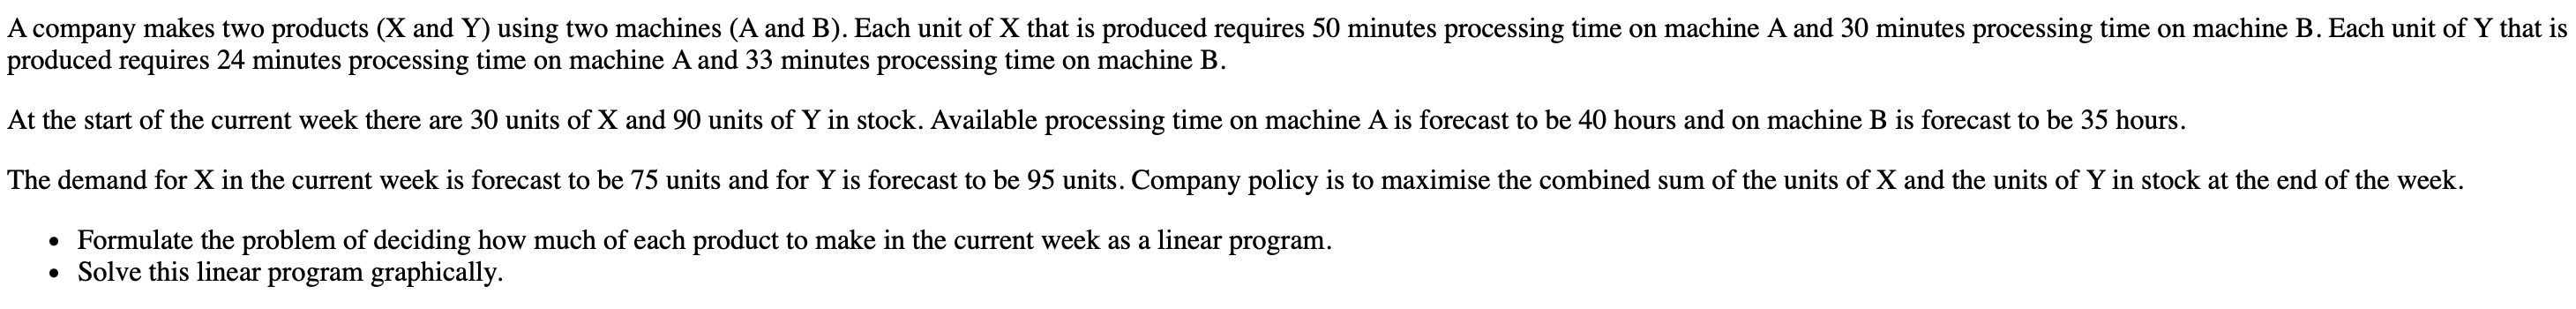 A company makes two products (X and Y) using two machines (A and B). Each unit of X that is produced requires 50 minutes processing time on machine A and 30 minutes processing time on machine B. Each unit of Y that is
produced requires 24 minutes processing time on machine A and 33 minutes processing time on machine B.
At the start of the current week there are 30 units of X and 90 units of Y in stock. Available processing time on machine A is forecast to be 40 hours and on machine B is forecast to be 35 hours.
The demand for X in the current week is forecast to be 75 units and for Y is forecast to be 95 units. Company policy is to maximise the combined sum of the units of X and the units of Y in stock at the end of the week.
• Formulate the problem of deciding how much of each product to make in the current week as a linear program.
• Solve this linear program graphically.